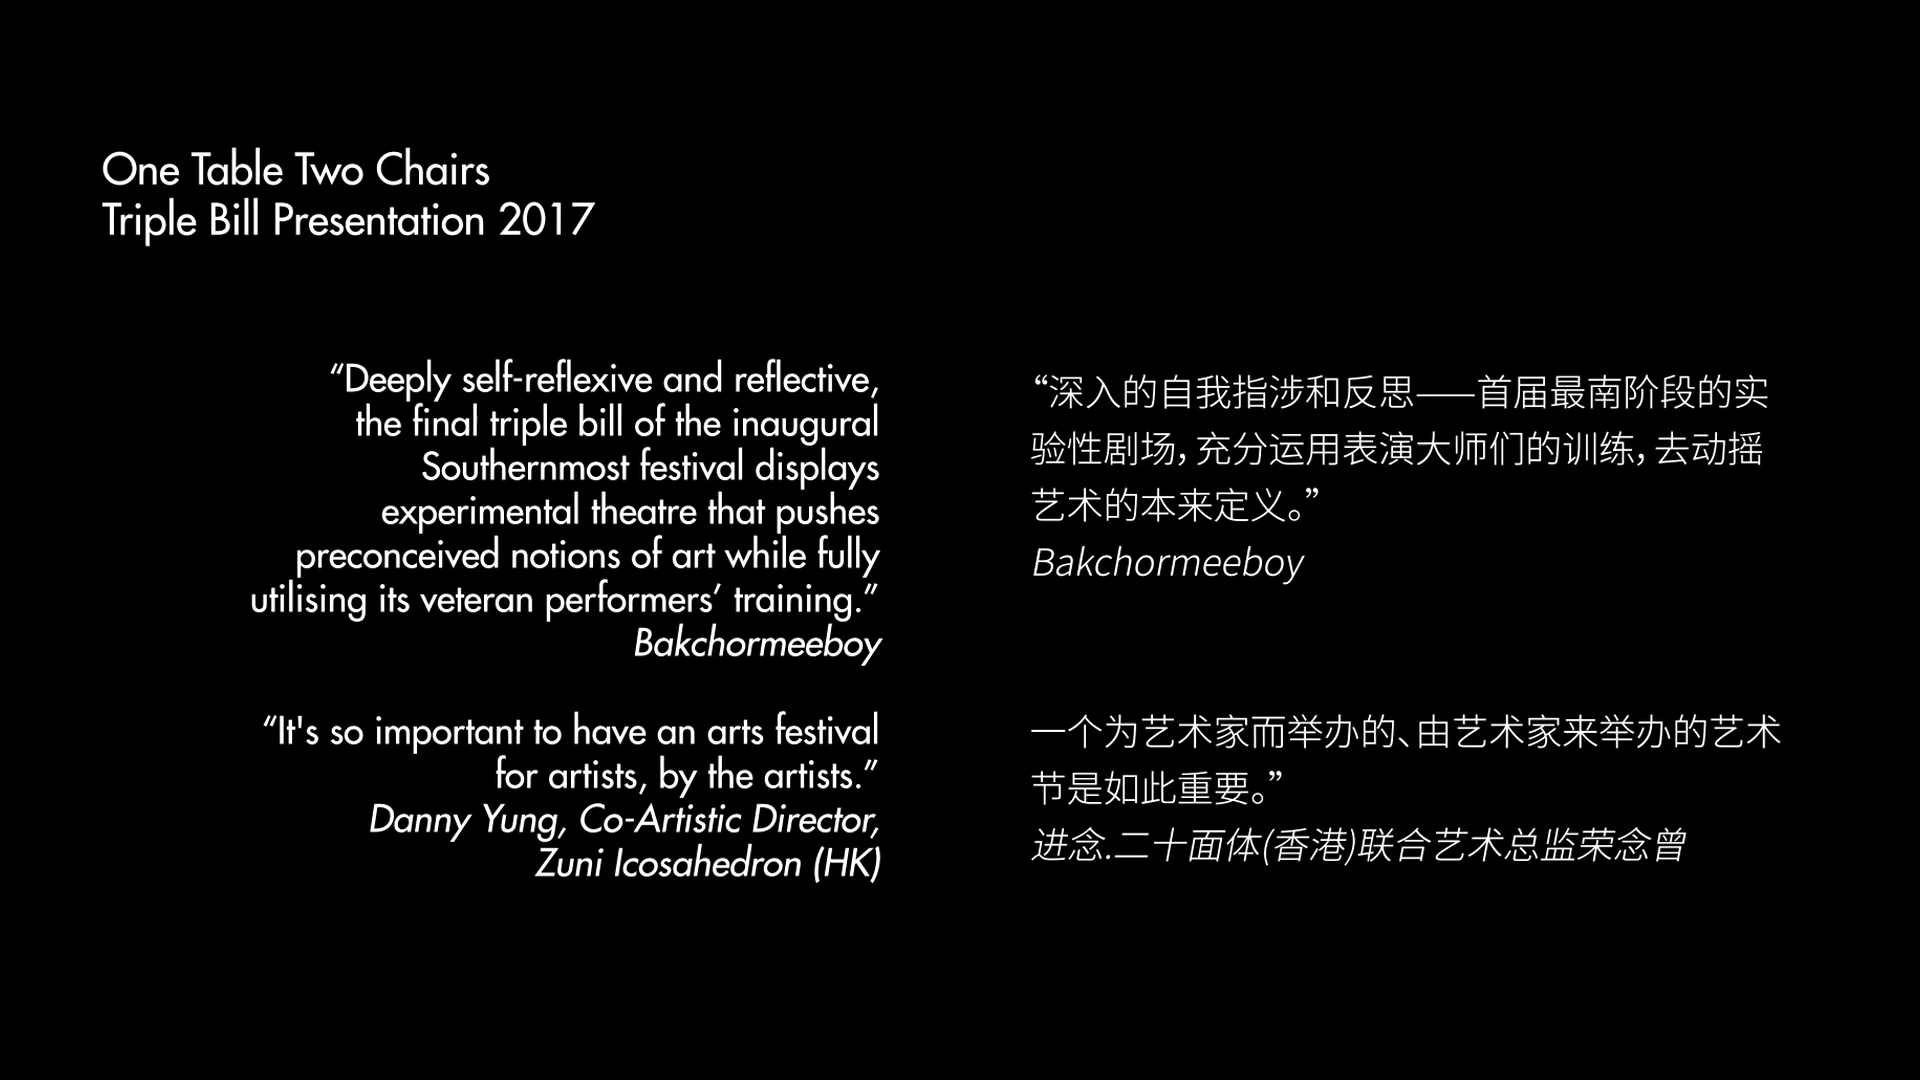 One Table Two Chairs
Triple Bill Presentation 2017
“Deeply self-reflexive and reflective,
the final triple bill of the inaugural
Southernmost festival displays
experimental theatre that pushes
preconceived notions of art while fully
utilising its veteran performers’ training.”
Bakchormeeboy
“It's so important to have an arts festival
for artists, by the artists.”
Danny Yung, Co-Artistic Director,
Zuni Icosahedron (HK)
“深入的自我指涉和反思——首届最南阶段的实
验性剧场，充分运用表演大师们的训练，去动摇
艺术的本来定义。”
Bakchormeeboy
一个为艺术家而举办的、由艺术家来举办的艺术
节是如此重要。”
进念.二十面体(香港)联合艺术总监荣念曾